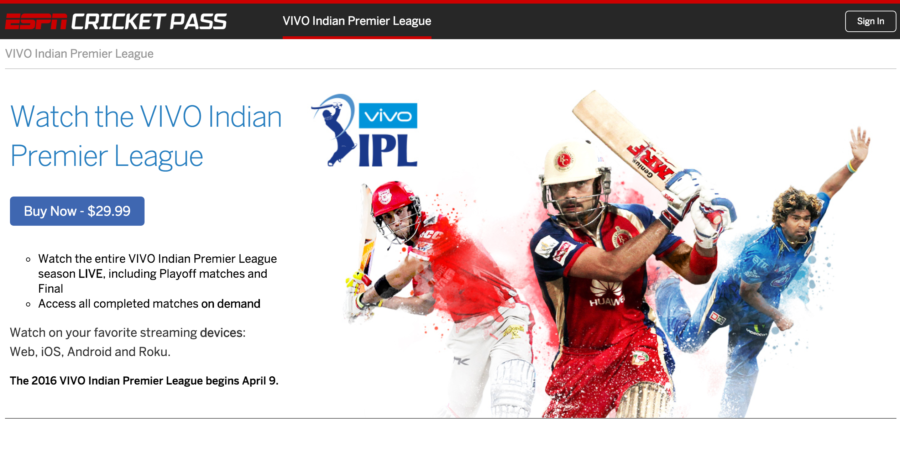 ESPN CRICKET PASS
VIVO Indian Premier League
Sign In
VIVO Indian Premier League
Watch the VIVO Indian
Premier League
Buy Now - $29.99
Watch the entire VIVO Indian Premier League
season LIVE, including Playoff matches and
Final
Access all completed matches on demand
Watch on your favorite streaming devices:
Web, iOS, Android and Roku.
The 2016 VIVO Indian Premier League begins April 9.
vivo
IPL
Genius
MRF
HUAWEI